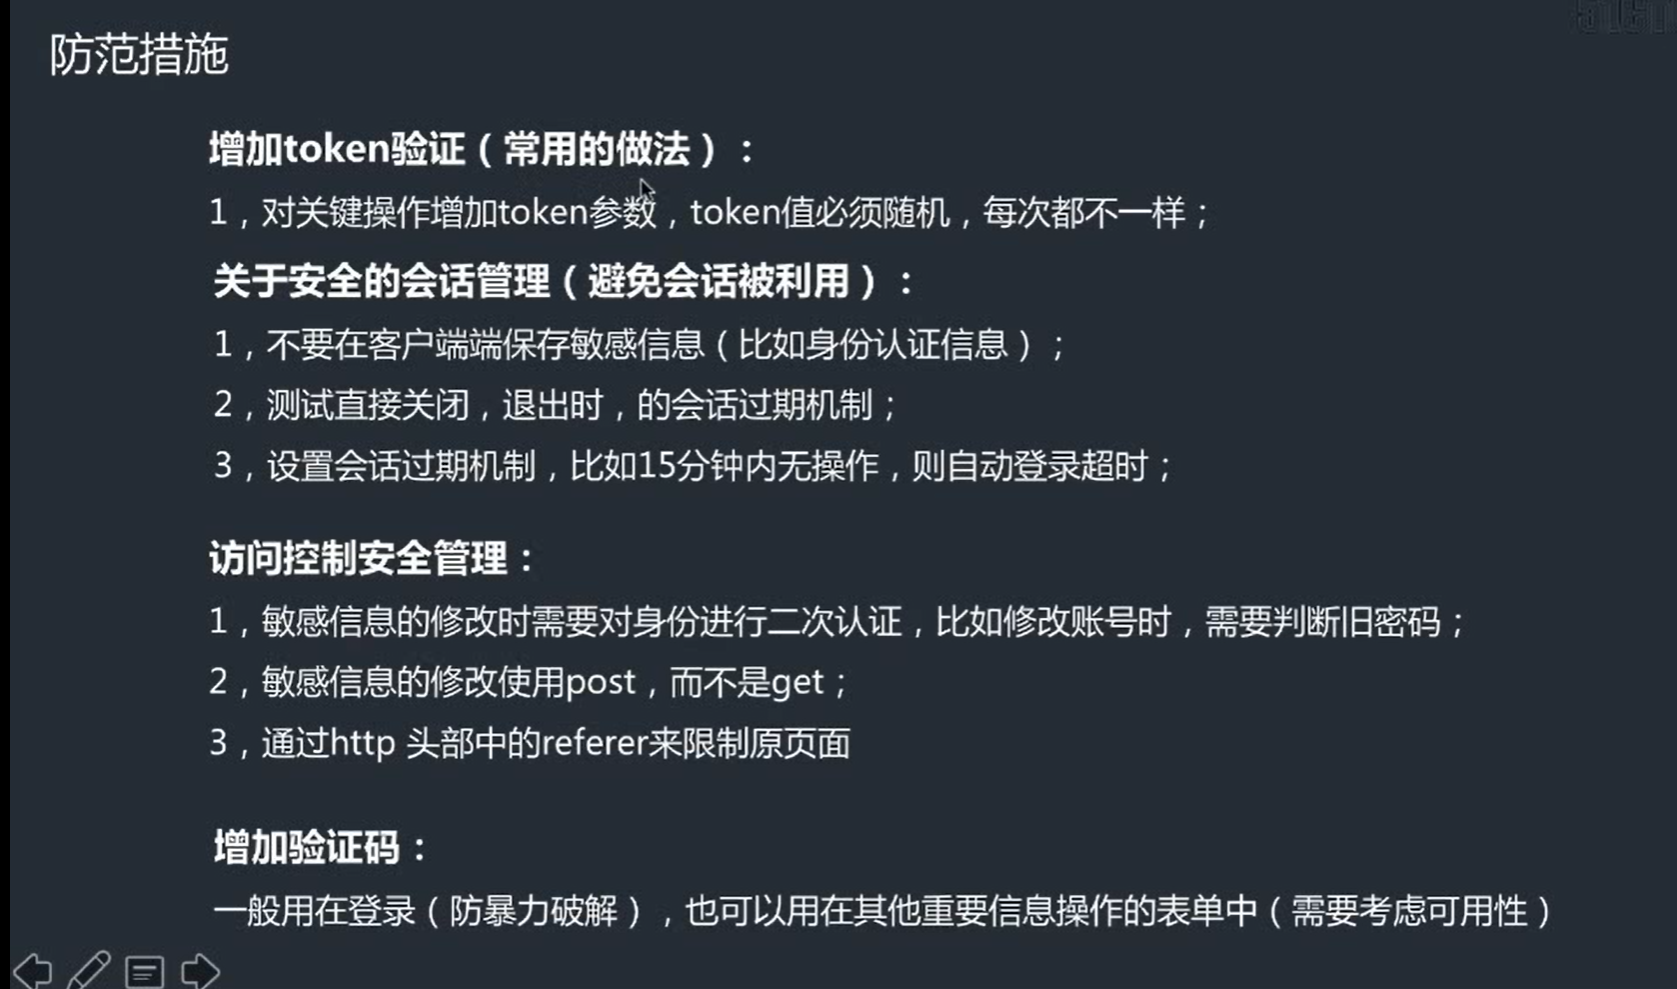 防范措施
增加token验证（常用的做法）：
1，对关键操作增加token参数，token值必须随机，每次都不一样；
关于安全的会话管理（避免会话被利用）：
1，不要在客户端端保存敏感信息（比如身份认证信息）；
2，测试直接关闭，退出时，的会话过期机制；
3，设置会话过期机制，比如15分钟内无操作，则自动登录超时；
访问控制安全管理：
1，敏感信息的修改时需要对身份进行二次认证，比如修改账号时，需要判断旧密码；
2，敏感信息的修改使用post，而不是get；
3，通过http 头部中的referer来限制原页面
增加验证码：
一般用在登录（防暴力破解），也可以用在其他重要信息操作的表单中（需要考虑可用性）